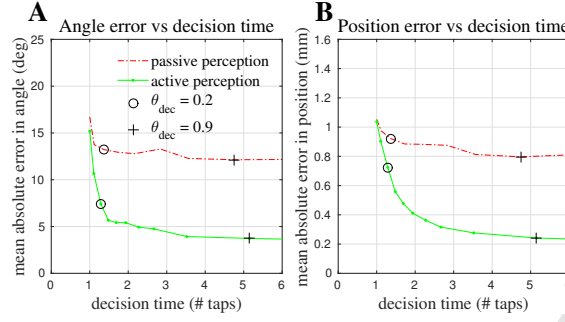 A Angle error vs decision time
25
20
15
10
5
0
mean absolute error in angle (deg)
passive perception
active perception
θdec = 0.2
θdec = 0.9
0 1 2 3 4 5 6
decision time (# taps)
B Position error vs decision time
1.6
1.4
1.2
1
0.8
0.6
0.4
0.2
0
mean absolute error in position (mm)
0 1 2 3 4 5
decision time (# taps)